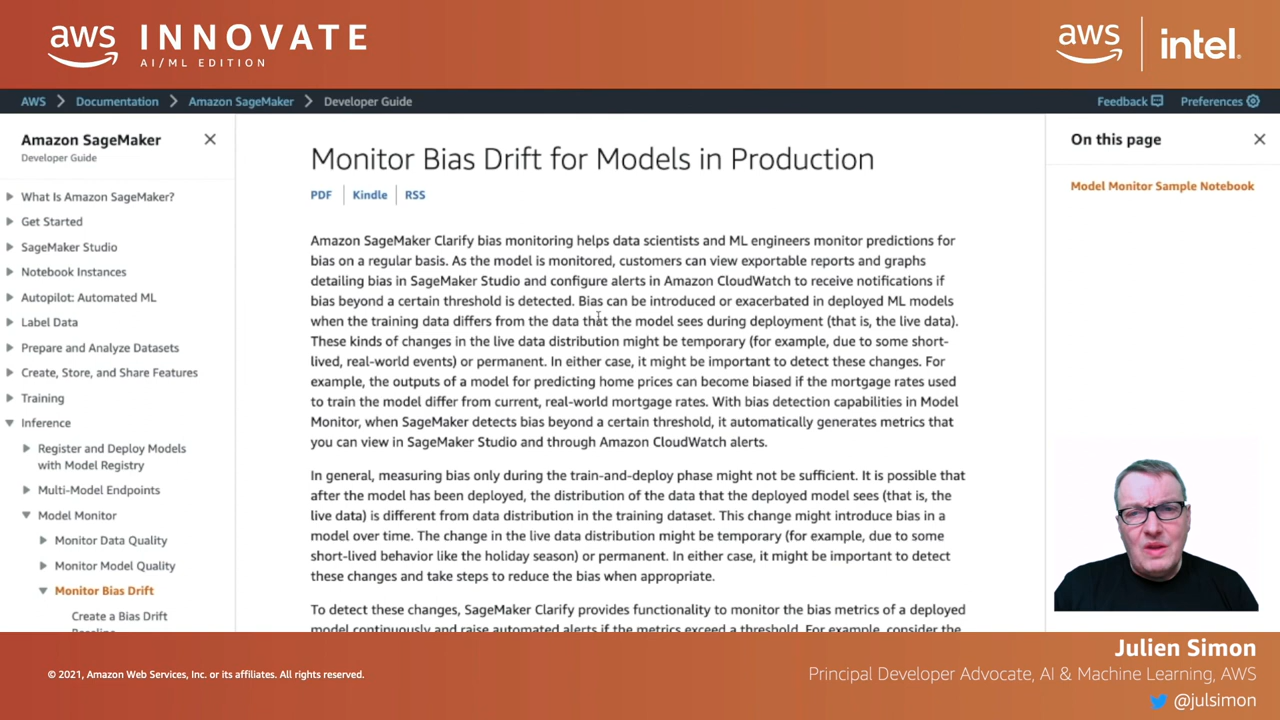 aws INNOVATE
AI/ML EDITION
aws intel.
AWS Documentation Amazon SageMaker Developer Guide
Feedback Preferences
Amazon SageMaker
Developer Guide
What Is Amazon SageMaker?
Get Started
SageMaker Studio
Notebook Instances
Autopilot: Automated ML
Label Data
Prepare and Analyze Datasets
Create, Store, and Share Features
Training
Inference
Register and Deploy Models
with Model Registry
Multi-Model Endpoints
Model Monitor
Monitor Data Quality
Monitor Model Quality
Monitor Bias Drift
Create a Bias Drift
Baseline
Monitor Bias Drift for Models in Production
PDF Kindle RSS
Amazon SageMaker Clarify bias monitoring helps data scientists and ML engineers monitor predictions for
bias on a regular basis. As the model is monitored, customers can view exportable reports and graphs
detailing bias in SageMaker Studio and configure alerts in Amazon CloudWatch to receive notifications if
bias beyond a certain threshold is detected. Bias can be introduced or exacerbated in deployed ML models
when the training data differs from the data that the model sees during deployment (that is, the live data).
These kinds of changes in the live data distribution might be temporary (for example, due to some short-
lived, real-world events) or permanent. In either case, it might be important to detect these changes. For
example, the outputs of a model for predicting home prices can become biased if the mortgage rates used
to train the model differ from current, real-world mortgage rates. With bias detection capabilities in Model
Monitor, when SageMaker detects bias beyond a certain threshold, it automatically generates metrics that
you can view in SageMaker Studio and through Amazon CloudWatch alerts.
In general, measuring bias only during the train-and-deploy phase might not be sufficient. It is possible that
after the model has been deployed, the distribution of the data that the deployed model sees (that is, the
live data) is different from data distribution in the training dataset. This change might introduce bias in a
model over time. The change in the live data distribution might be temporary (for example, due to some
short-lived behavior like the holiday season) or permanent. In either case, it might be important to detect
these changes and take steps to reduce the bias when appropriate.
To detect these changes, SageMaker Clarify provides functionality to monitor the bias metrics of a deployed
model continuously and raise automated alerts if the metrics exceed a threshold. For example, consider the
On this page
Model Monitor Sample Notebook
© 2021, Amazon Web Services, Inc. or its affiliates. All rights reserved.
Julien Simon
Principal Developer Advocate, AI & Machine Learning, AWS
@julsimon